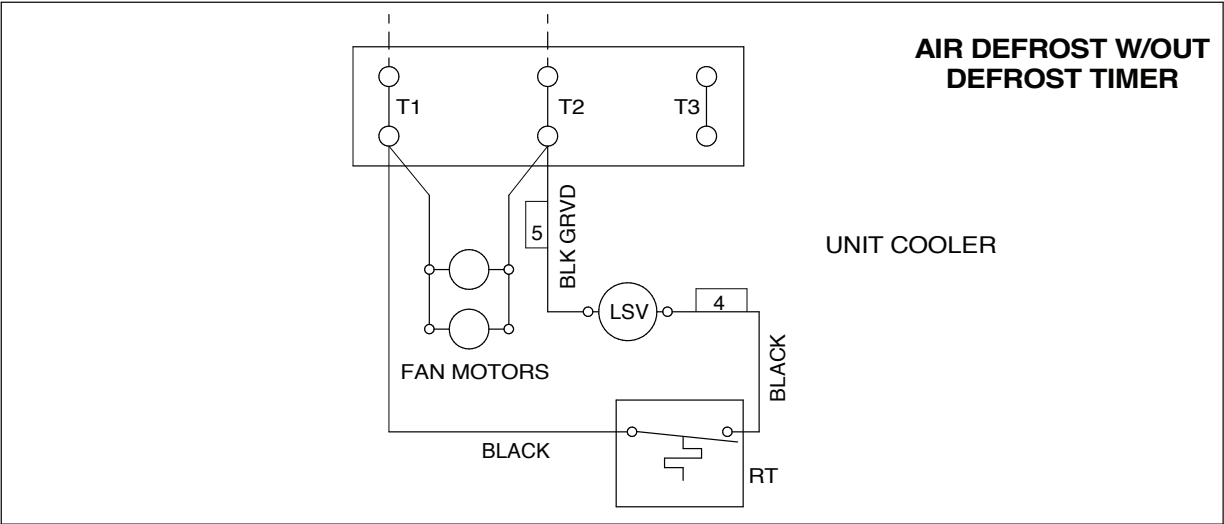 AIR DEFROST W/OUT
DEFROST TIMER
T1
T2
T3
5
BLK GRVD
UNIT COOLER
LSV
4
FAN MOTORS
BLACK
BLACK
RT